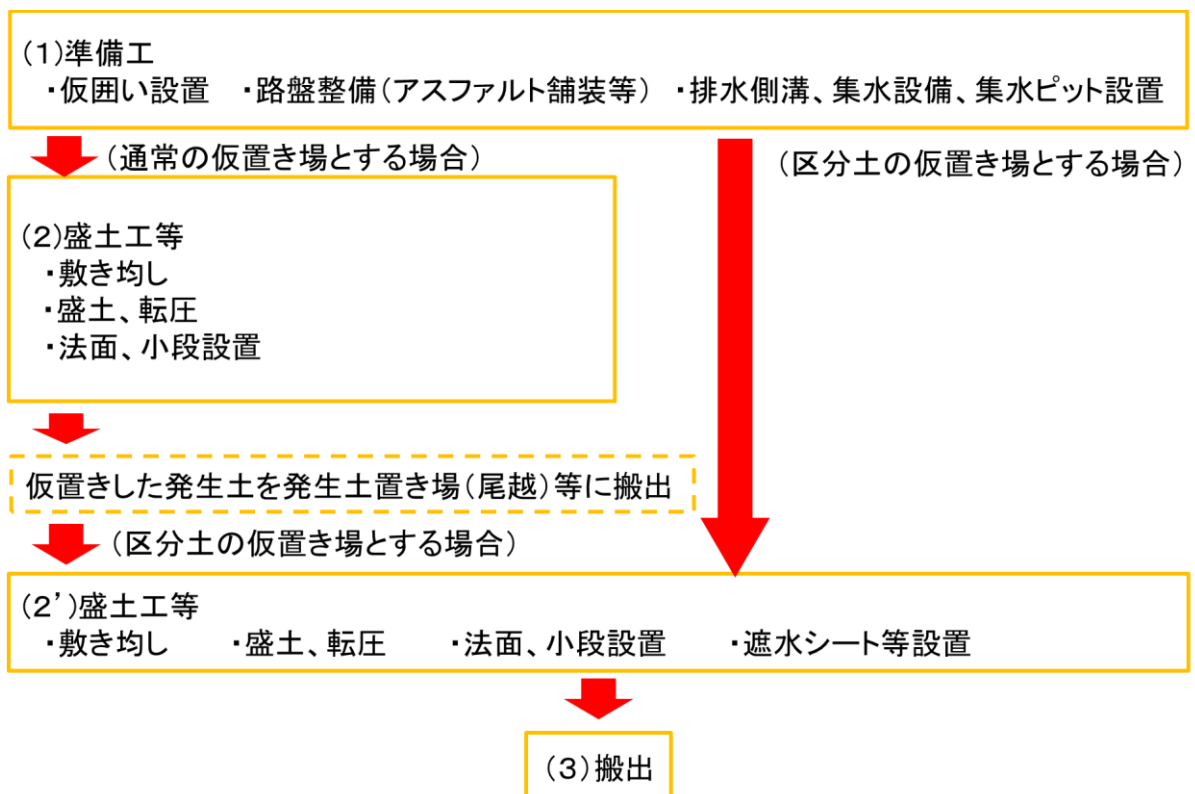 (1)準備工
・仮囲い設置 ・路盤整備(アスファルト舗装等) ・排水側溝、集水設備、集水ピット設置
(通常の仮置き場とする場合)
(区分土の仮置き場とする場合)
(2)盛土工等
・敷き均し
・盛土、転圧
・法面、小段設置
仮置きした発生土を発生土置き場(尾越)等に搬出
(区分土の仮置き場とする場合)
(2’)盛土工等
・敷き均し ・盛土、転圧 ・法面、小段設置 ・遮水シート等設置
(3)搬出